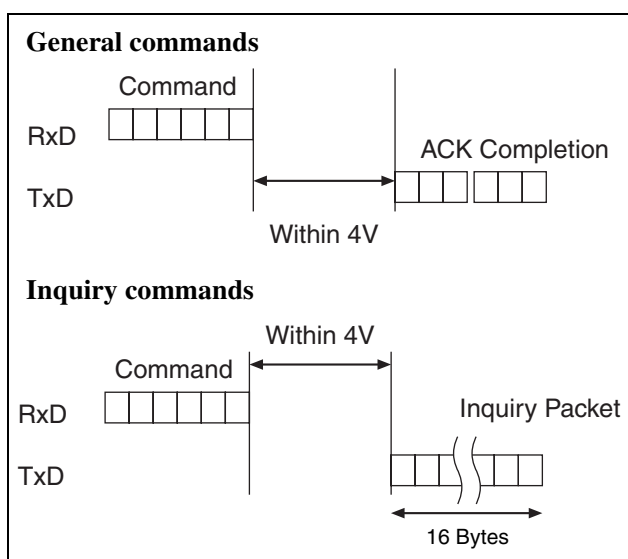 General commands
Command
RxD
ACK Completion
TxD
Within 4V
Inquiry commands
Within 4V
Command
RxD
Inquiry Packet
TxD
16 Bytes